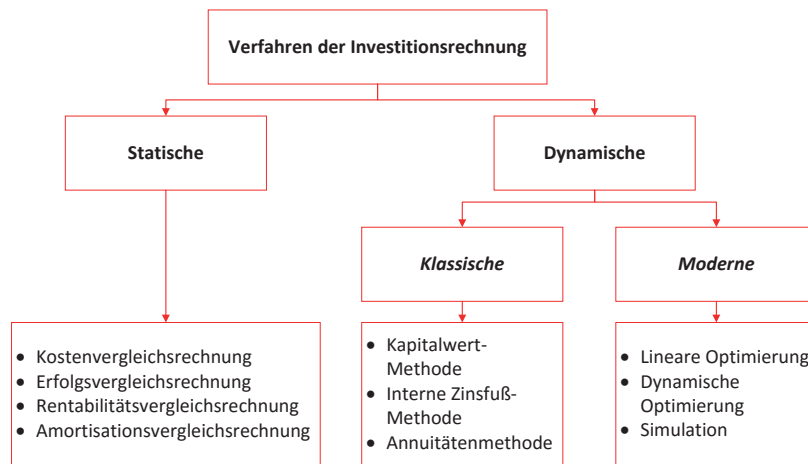 Verfahren der Investitionsrechnung
Statische
Dynamische
Klassische
Moderne
• Kostenvergleichsrechnung
• Erfolgsvergleichsrechnung
• Rentabilitätsvergleichsrechnung
• Amortisationsvergleichsrechnung
• Kapitalwert-
Methode
• Interne Zinsfuß-
Methode
• Annuitätenmethode
• Lineare Optimierung
• Dynamische
Optimierung
• Simulation